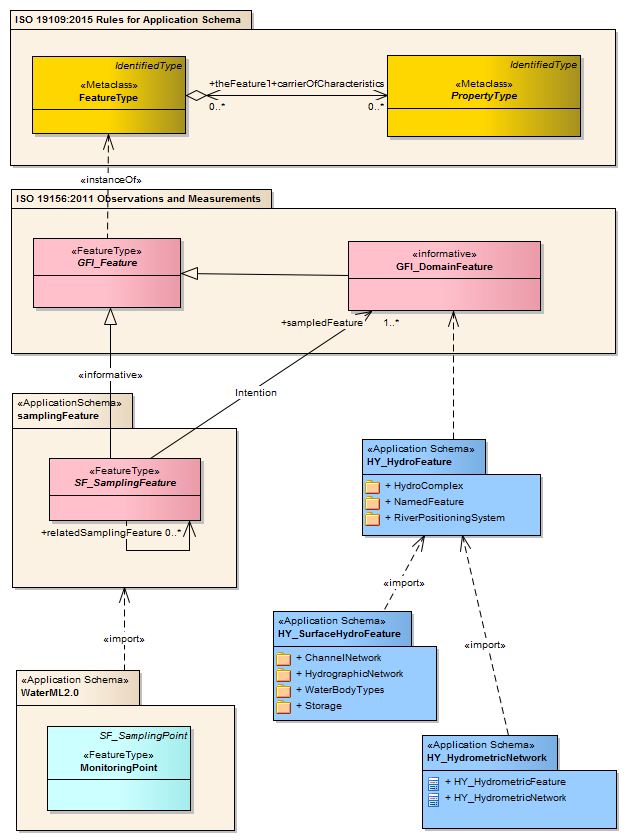 ISO 19109:2015 Rules for Application Schema
IdentifiedType
«Metaclass»
FeatureType
+theFeatureT
+carrierOfCharacteristics
0..*
0..*
IdentifiedType
«Metaclass»
PropertyType
«instanceOf»
ISO 19156:2011 Observations and Measurements
«FeatureType»
GFI_Feature
«informative»
GFI_DomainFeature
+sampledFeature
1..*
«informative»
Intention
«ApplicationSchema»
samplingFeature
«FeatureType»
SF_SamplingFeature
+relatedSamplingFeature 0..*
«Application Schema»
HY_HydroFeature
+ HydroComplex
+ NamedFeature
+ RiverPositioningSystem
«import»
«import»
«import»
«Application Schema»
HY_SurfaceHydroFeature
+ ChannelNetwork
+ HydrographicNetwork
+ WaterBodyTypes
+ Storage
«Application Schema»
WaterML2.0
SF_SamplingPoint
«FeatureType»
MonitoringPoint
«Application Schema»
HY_HydrometricNetwork
+ HY_HydrometricFeature
+ HY_HydrometricNetwork